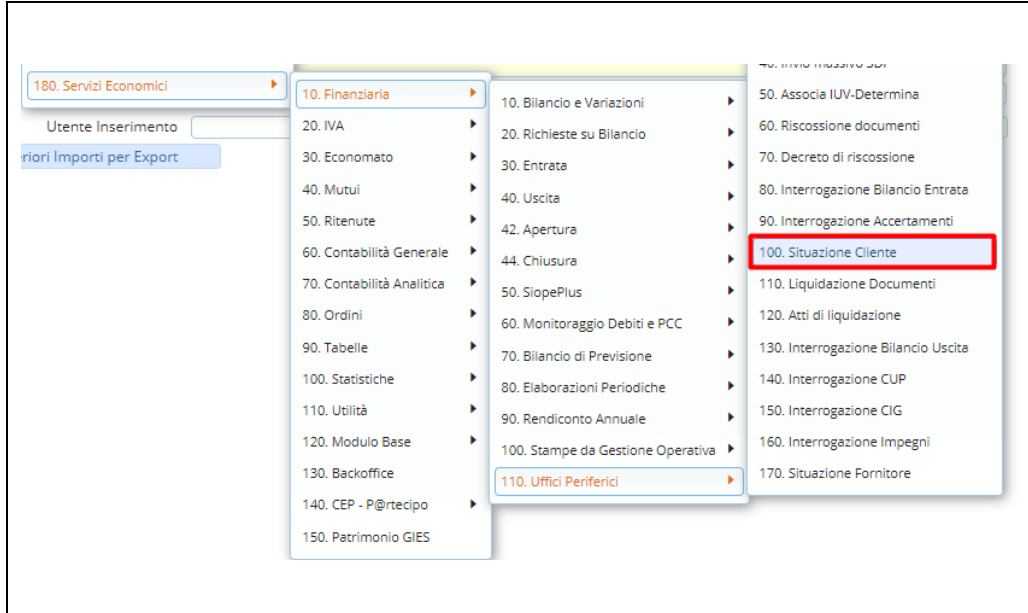 180. Servizi Economici
Utente Inserimento
eriori Importi per Export
10. Finanziaria
20. IVA
30. Economato
40. Mutui
50. Ritenute
60. Contabilità Generale
70. Contabilità Analitica
80. Ordini
90. Tabelle
100. Statistiche
110. Utilità
120. Modulo Base
130. Backoffice
140. CEP - P@rtecipo
150. Patrimonio GIES
10. Bilancio e Variazioni
20. Richieste su Bilancio
30. Entrata
40. Uscita
42. Apertura
44. Chiusura
50. SiopePlus
60. Monitoraggio Debiti e PCC
70. Bilancio di Previsione
80. Elaborazioni Periodiche
90. Rendiconto Annuale
100. Stampe da Gestione Operativa
110. Uffici Periferici
40. Invio massivo SDI
50. Associa IUV-Determina
60. Riscossione documenti
70. Decreto di riscossione
80. Interrogazione Bilancio Entrata
90. Interrogazione Accertamenti
100. Situazione Cliente
110. Liquidazione Documenti
120. Atti di liquidazione
130. Interrogazione Bilancio Uscita
140. Interrogazione CUP
150. Interrogazione CIG
160. Interrogazione Impegni
170. Situazione Fornitore